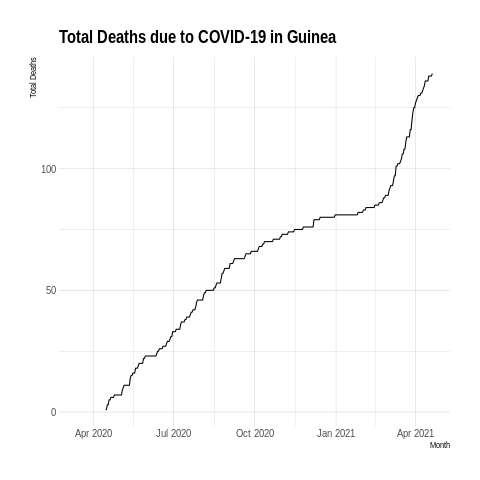 Total Deaths due to COVID-19 in Guinea
Total Deaths
100
50
0
Apr 2020 Jul 2020 Oct 2020 Jan 2021 Apr 2021
Month